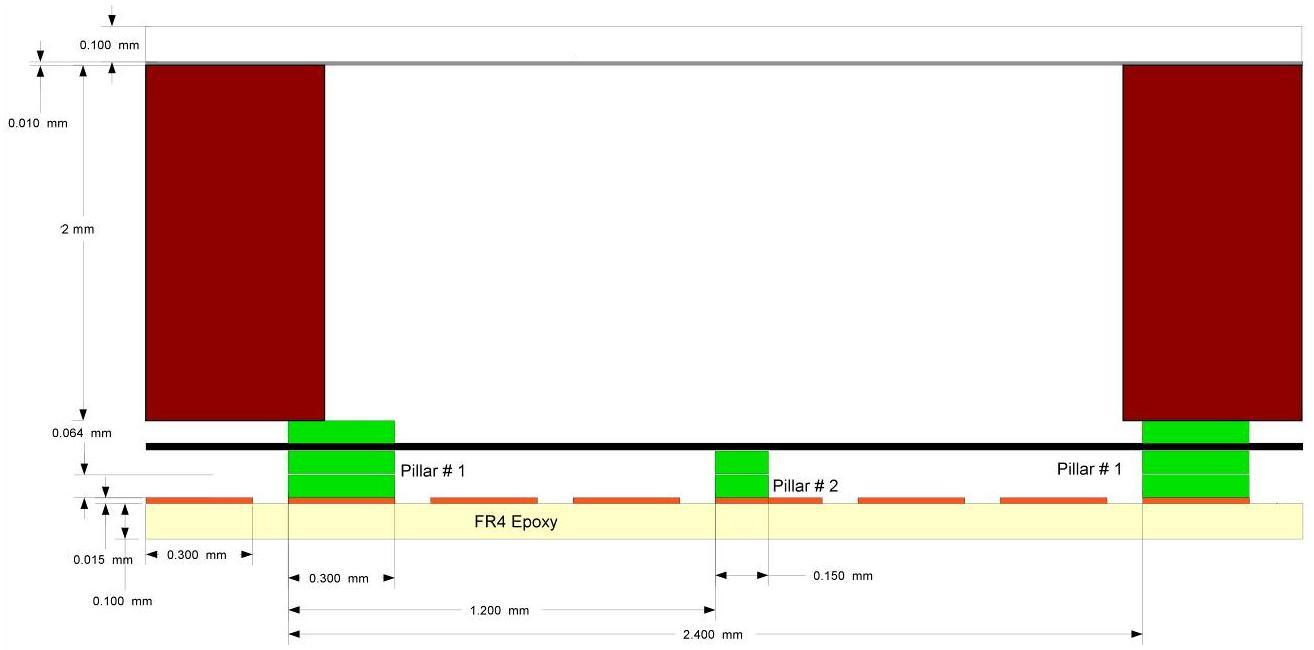 0.100 mm
0.010 mm
2 mm
0.064 mm
Pillar # 1
Pillar # 1
Pillar # 2
FR4 Epoxy
0.015 mm
0.300 mm
0.300 mm
0.150 mm
0.100 mm
1.200 mm
2.400 mm